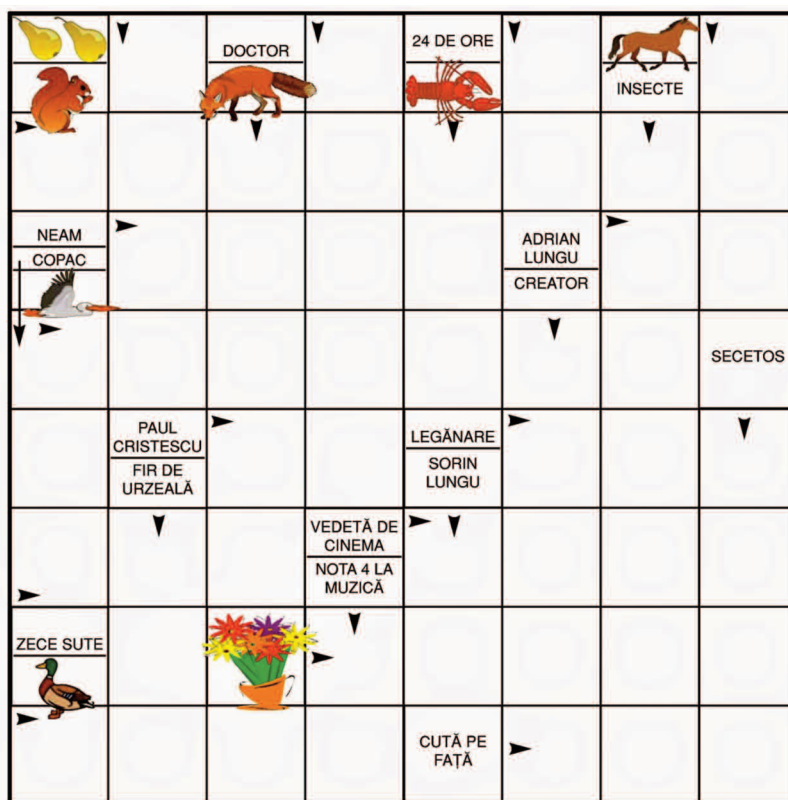 DOCTOR
24 DE ORE
INSECTE
NEAM
COPAC
ADRIAN
LUNGU
CREATOR
SECETOS
PAUL
CRISTESCU
FIR DE
URZEALĂ
LEGĂNARE
SORIN
LUNGU
VEDETĂ DE
CINEMA
NOTA 4 LA
MUZICĂ
ZECE SUTE
CUTĂ PE
FAȚĂ